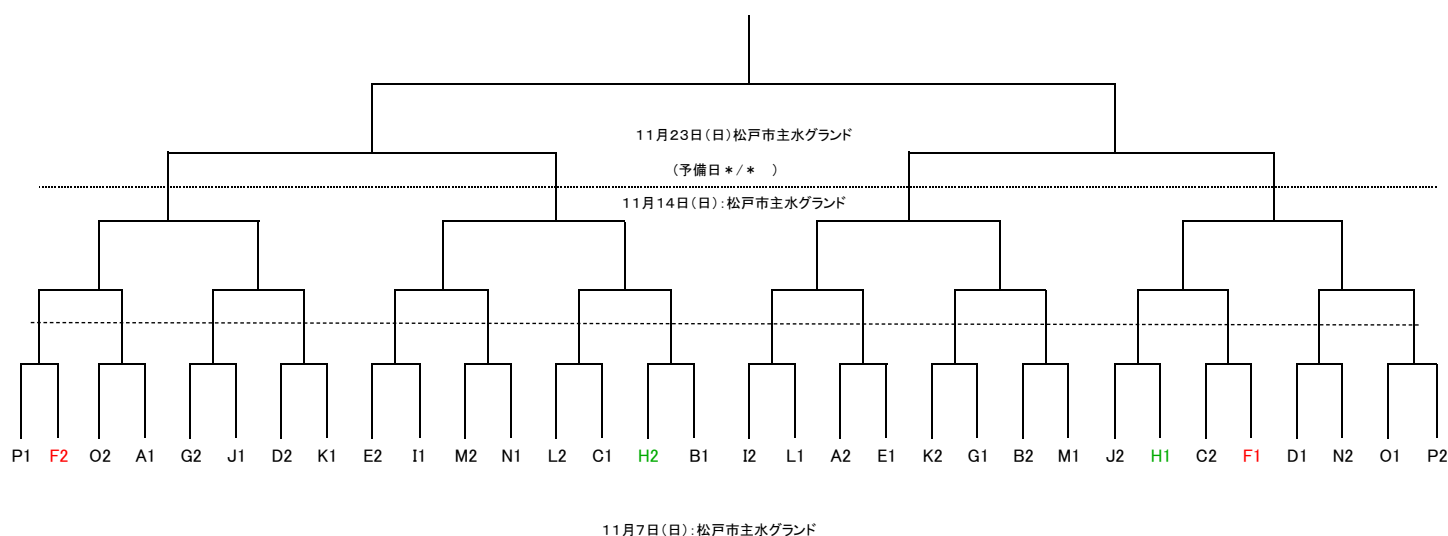 11月23日(日)松戸市主水グランド
(予備日*/* )
11月14日(日):松戸市主水グランド
P1 F2 O2 A1 G2 J1 D2 K1 E2 I1 M2 N1 L2 C1 H2 B1 I2 L1 A2 E1 K2 G1 B2 M1 J2 H1 C2 F1 D1 N2 O1 P2
11月7日(日):松戸市主水グランド